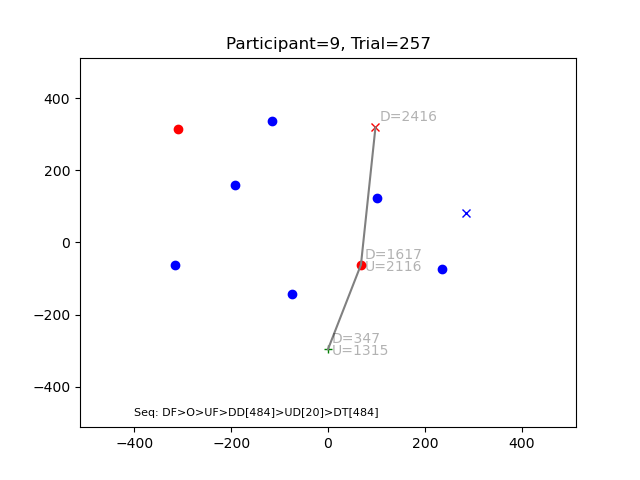 Participant=9, Trial=257
400
200
0
−200
−400
D=2416
D=1617
U=2116
D=347
U=1315
Seq: DF>O>UF>DD[484]>UD[20]>DT[484]
−400
−200
0
200
400